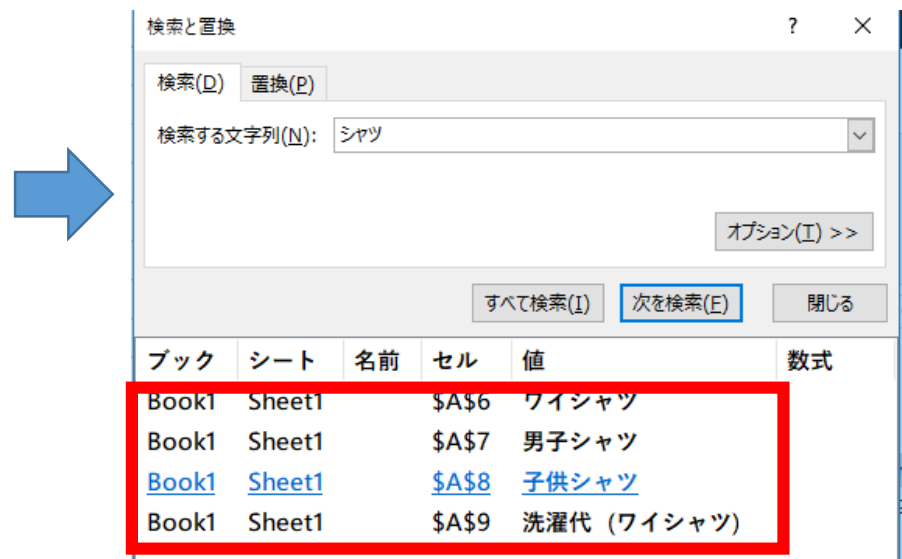 検索と置換 ? ×
検索(D) 置換(P)
検索する文字列(N): シャツ
オプション(T) >>
すべて検索(I) 次を検索(F) 閉じる
ブック シート 名前 セル 値 数式
Book1 Sheet1 $A$6 ワイシャツ
Book1 Sheet1 $A$7 男子シャツ
Book1 Sheet1 $A$8 子供シャツ
Book1 Sheet1 $A$9 洗濯代 (ワイシャツ)